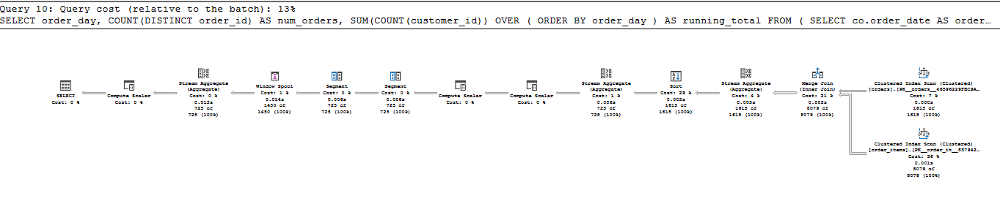 Query 10: Query cost (relative to the batch): 13%
SELECT order_day, COUNT(DISTINCT order_id) AS num_orders, SUM(COUNT(customer_id)) OVER ( ORDER BY order_day ) AS running_total FROM ( SELECT co.order_date AS order…
SELECT
Cost: 0 %
Compute Scalar
Cost: 0 %
Stream Aggregate
(Aggregate)
Cost: 0 %
0.015s
725 of
725 (100%)
Window Spool
Cost: 1 %
0.014s
1450 of
1450 (100%)
Segment
Cost: 0 %
0.006s
725 of
725 (100%)
Segment
Cost: 0 %
0.006s
725 of
725 (100%)
Compute Scalar
Cost: 0 %
Compute Scalar
Cost: 0 %
Stream Aggregate
(Aggregate)
Cost: 1 %
0.006s
725 of
725 (100%)
Sort
Cost: 29 %
0.005s
1615 of
1615 (100%)
Stream Aggregate
(Aggregate)
Cost: 4 %
0.005s
1615 of
1615 (100%)
Merge Join
(Inner Join)
Cost: 21 %
0.003s
8079 of
8079 (100%)
Clustered Index Scan (Clustered)
Cost: 7 %
0.000s
1615 of
1615 (100%)
Clustered Index Scan (Clustered)
[order_items].[PK__order_it__837942…
Cost: 36 %
0.001s
8079 of
8079 (100%)